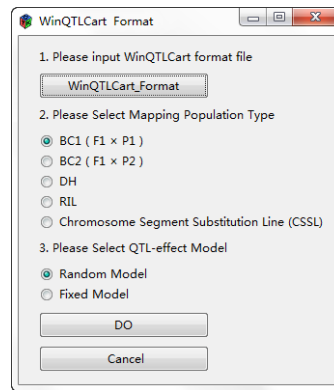 WinQTLCart Format
1. Please input WinQTLCart format file
WinQTLCart_Format
2. Please Select Mapping Population Type
BC1 ( F1 × P1 )
BC2 ( F1 × P2 )
DH
RIL
Chromosome Segment Substitution Line (CSSL)
3. Please Select QTL-effect Model
Random Model
Fixed Model
DO
Cancel